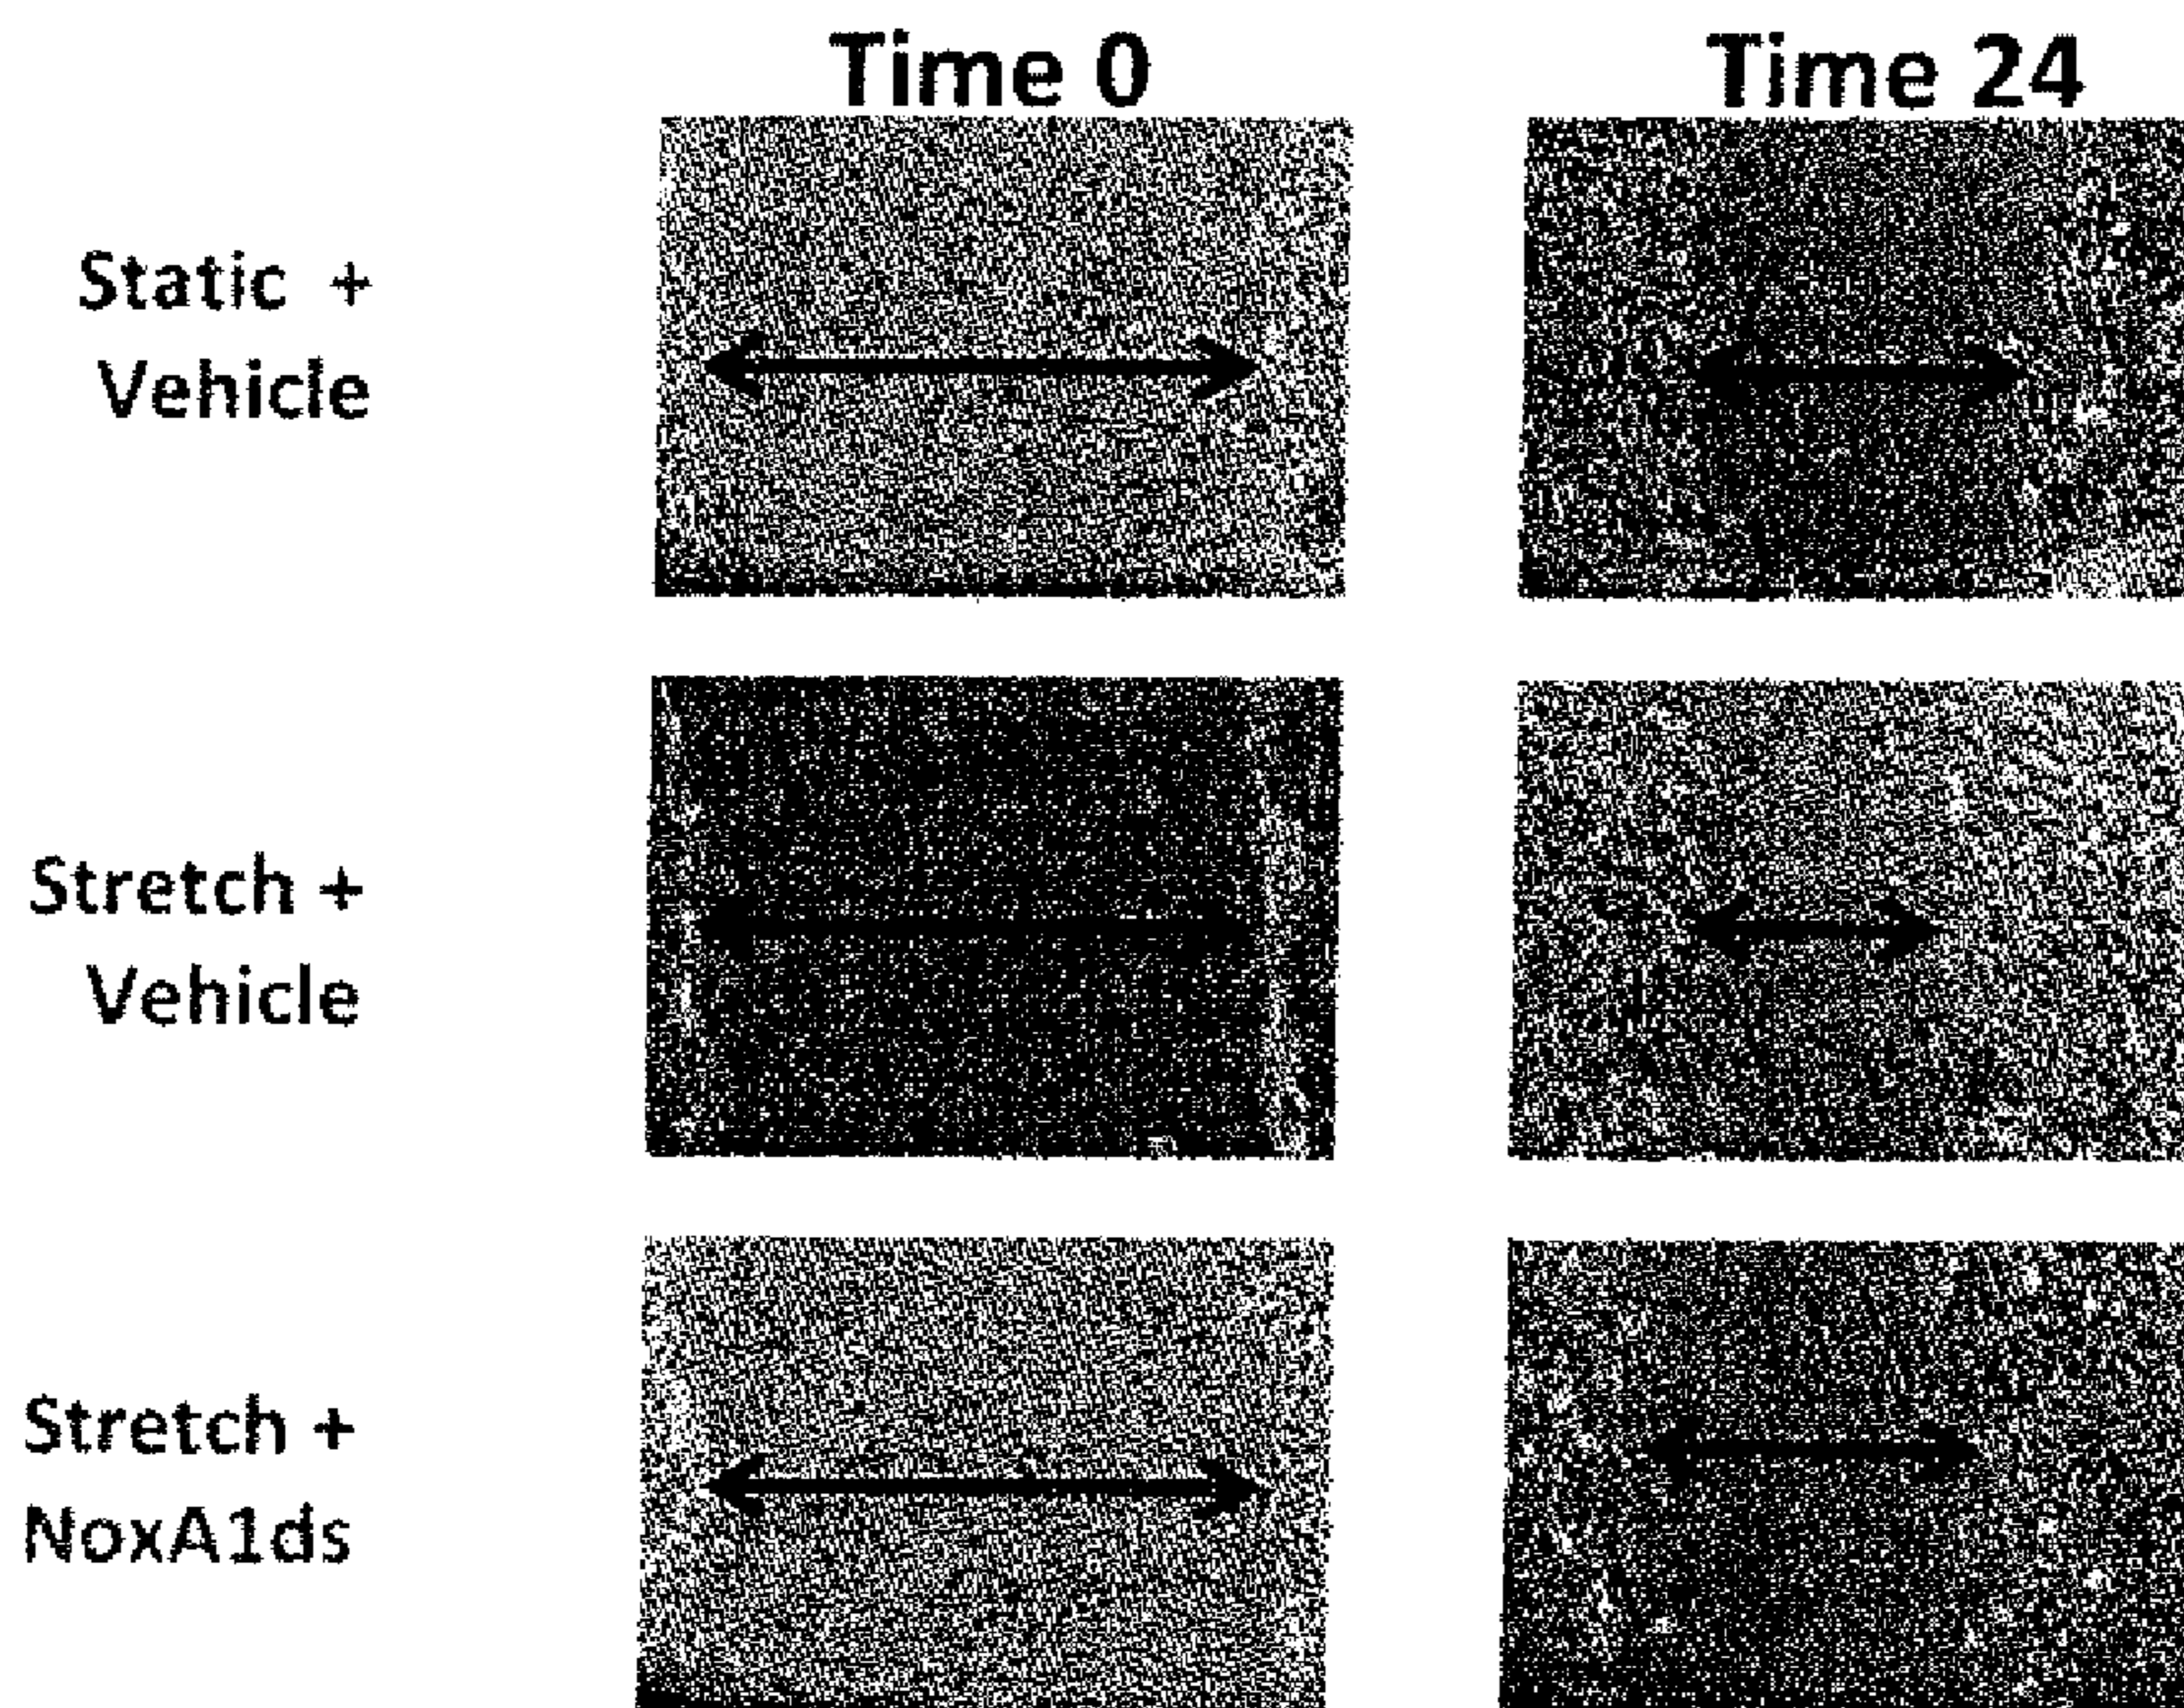 Time 0 Time 24
Static +
Vehicle
Stretch +
Vehicle
Stretch +
NoxA1ds